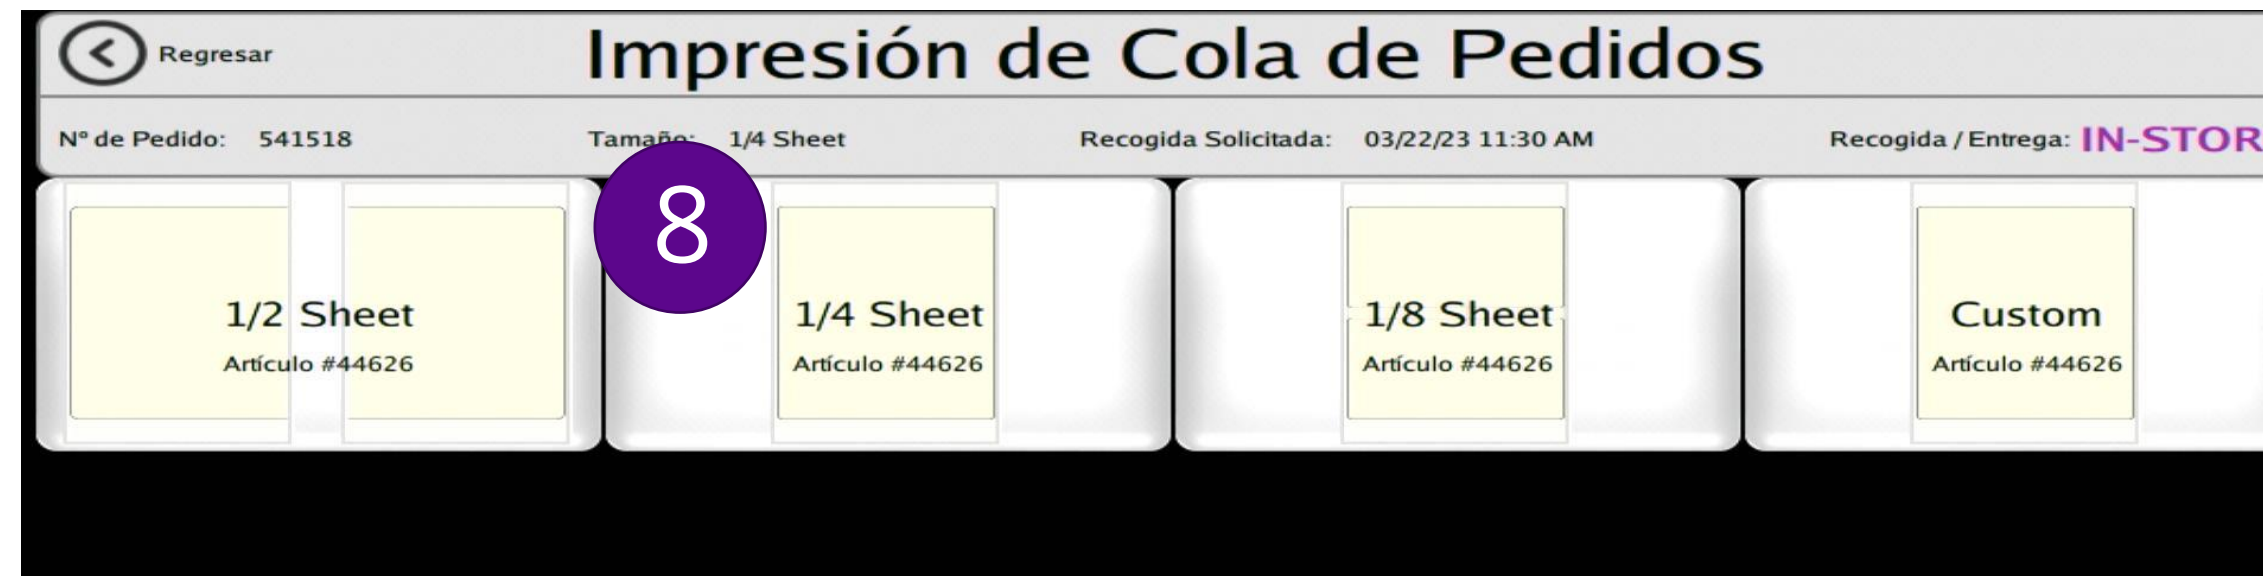 Regresar
Impresión de Cola de Pedidos
Nº de Pedido: 541518 Tamaño: 1/4 Sheet Recogida Solicitada: 03/22/23 11:30 AM Recogida / Entrega: IN-STOR
8
1/2 Sheet 1/4 Sheet 1/8 Sheet Custom
Artículo #44626 Artículo #44626 Artículo #44626 Artículo #44626